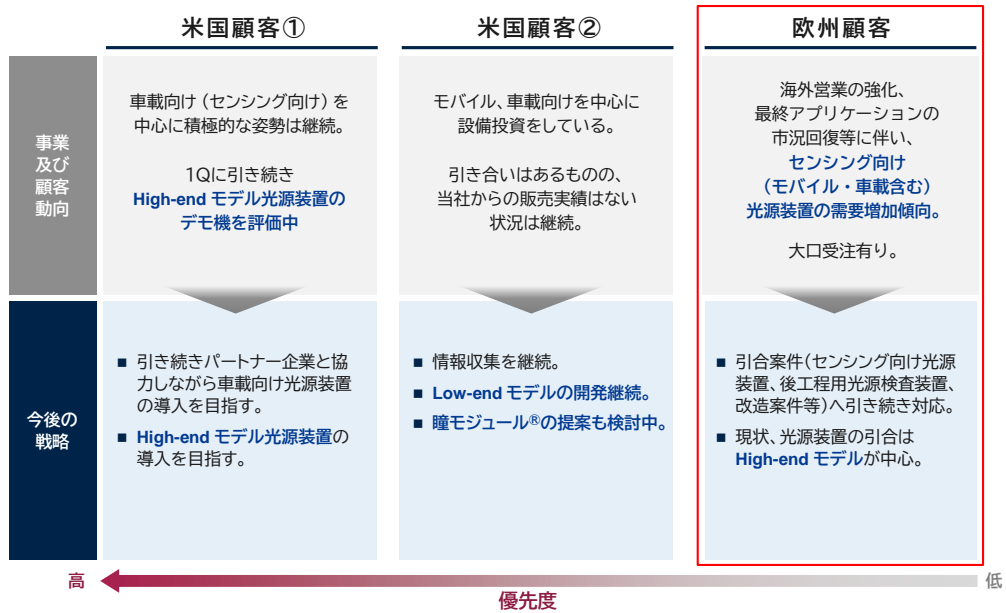 米国顧客①
米国顧客②
欧州顧客
事業
及び
顧客
動向
車載向け（センシング向け）を
中心に積極的な姿勢は継続。
1Qに引き続き
High-end モデル光源装置の
デモ機を評価中
モバイル、車載向けを中心に
設備投資をしている。
引き合いはあるものの、
当社からの販売実績はない
状況は継続。
海外営業の強化、
最終アプリケーションの
市況回復等に伴い、
センシング向け
（モバイル・車載含む）
光源装置の需要増加傾向。
大口受注有り。
今後の
戦略
■ 引き続きパートナー企業と協
力しながら車載向け光源装置
の導入を目指す。
■ High-end モデル光源装置の
導入を目指す。
■ 情報収集を継続。
■ Low-end モデルの開発継続。
■ 瞳モジュール®の提案も検討中。
■ 引合案件(センシング向け光源
装置、後工程用光源検査装置、
改造案件等)へ引き続き対応。
■ 現状、光源装置の引合は
High-end モデルが中心。
高
低
優先度